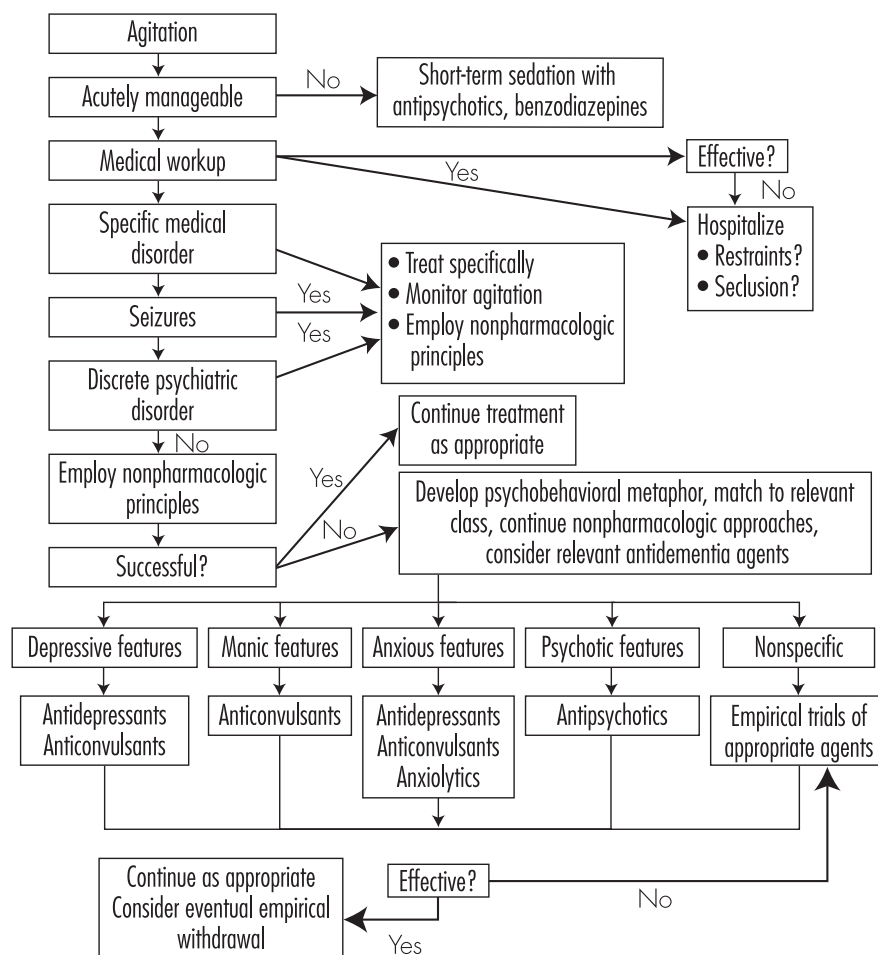 Agitation
Acutely manageable
No
Short-term sedation with
antipsychotics, benzodiazepines
Medical workup
Yes
Effective?
No
Hospitalize
● Restraints?
● Seclusion?
Specific medical
disorder
● Treat specifically
● Monitor agitation
● Employ nonpharmacologic
principles
Seizures
Yes
Yes
Discrete psychiatric
disorder
No
Employ nonpharmacologic
principles
Successful?
Yes
Continue treatment
as appropriate
No
Develop psychobehavioral metaphor, match to relevant
class, continue nonpharmacologic approaches,
consider relevant antidementia agents
Depressive features
Manic features
Anxious features
Psychotic features
Nonspecific
Antidepressants
Anticonvulsants
Anticonvulsants
Antidepressants
Anticonvulsants
Anxiolytics
Antipsychotics
Empirical trials of
appropriate agents
Effective?
No
Continue as appropriate
Consider eventual empirical
withdrawal
Yes